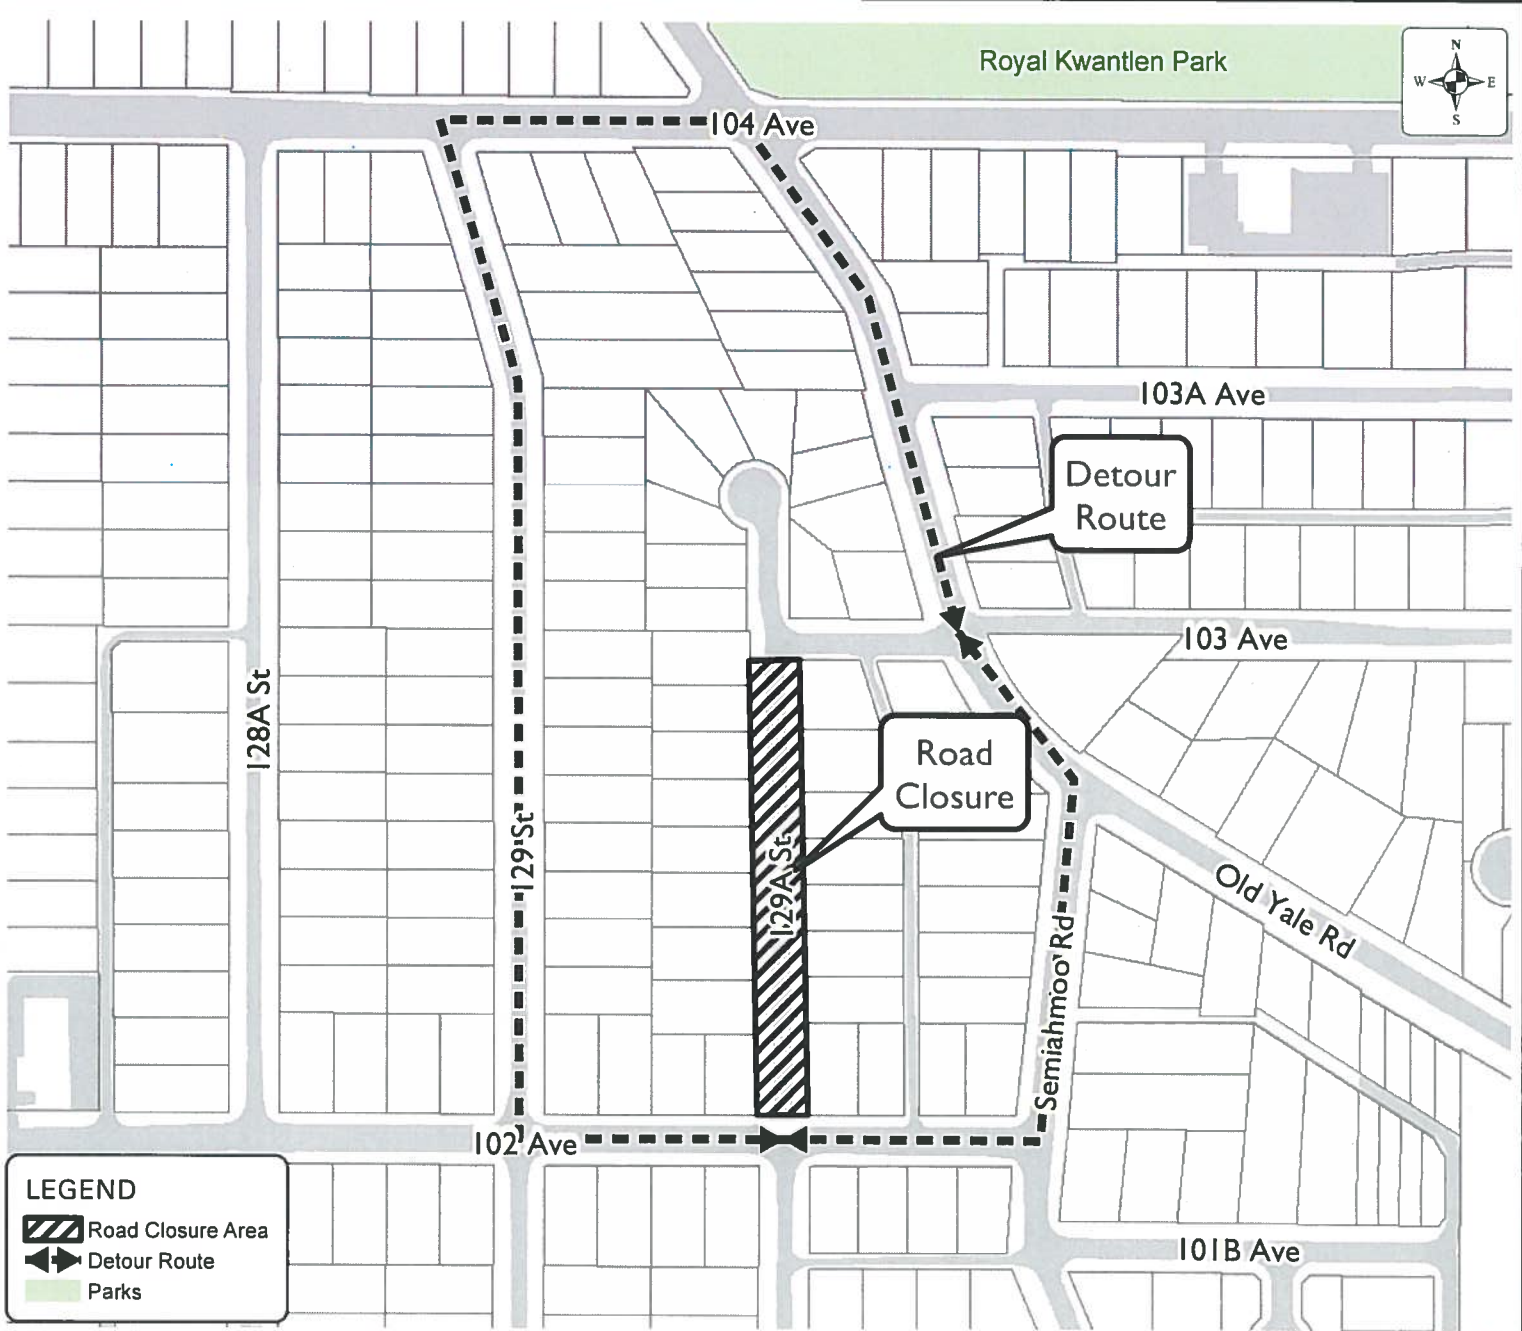 Royal Kwantlen Park
N
W E
S
104 Ave
103A Ave
Detour
Route
103 Ave
128A St
Road
Closure
129 St
129A St
Old Yale Rd
Semiahmoo Rd
102 Ave
101B Ave
LEGEND
Road Closure Area
Detour Route
Parks